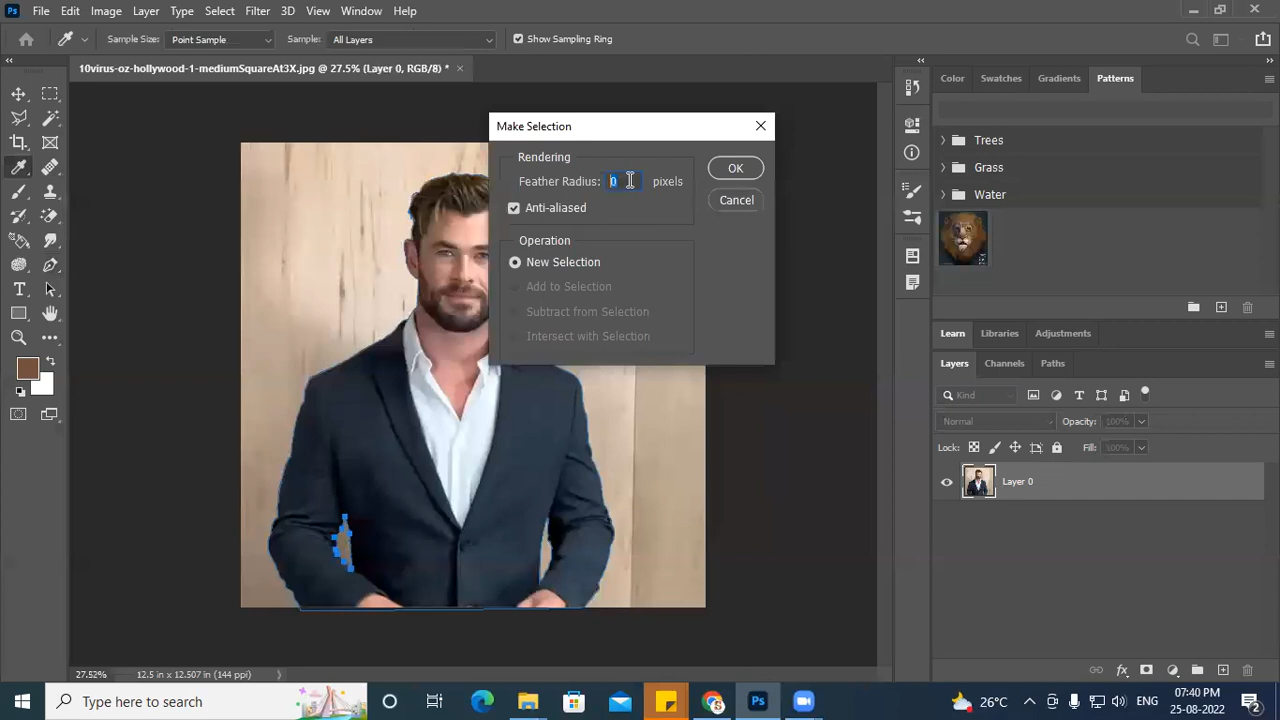 Ps File Edit Image Layer Type Select Filter 3D View Window Help
Sample Size: Point Sample Sample: All Layers Show Sampling Ring
10virus-oz-hollywood-1-mediumSquareAt3X.jpg @ 27.5% (Layer 0, RGB/8) *
Color Swatches Gradients Patterns
Make Selection
Rendering
Feather Radius: 0 pixels
Anti-aliased
OK
Cancel
Operation
New Selection
Add to Selection
Subtract from Selection
Intersect with Selection
Trees
Grass
Water
Learn Libraries Adjustments
Layers Channels Paths
Kind
Normal Opacity: 100%
Lock: Fill: 100%
Layer 0
27.52% 12.5 in x 12.507 in (144 ppi)
Type here to search
Ps
26°C
ENG
07:40 PM
25-08-2022
2